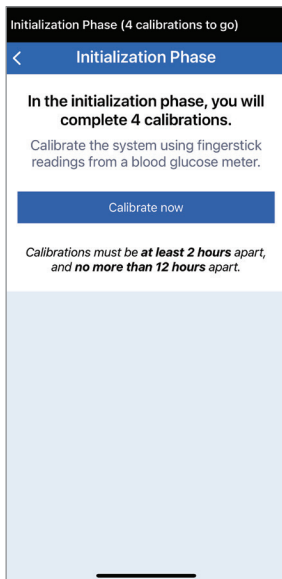 Initialization Phase (4 calibrations to go)
Initialization Phase
In the initialization phase, you will
complete 4 calibrations.
Calibrate the system using fingerstick
readings from a blood glucose meter.
Calibrate now
Calibrations must be at least 2 hours apart,
and no more than 12 hours apart.